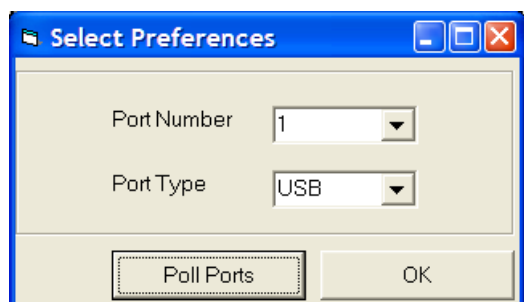 Select Preferences
Port Number 1
Port Type USB
Poll Ports OK